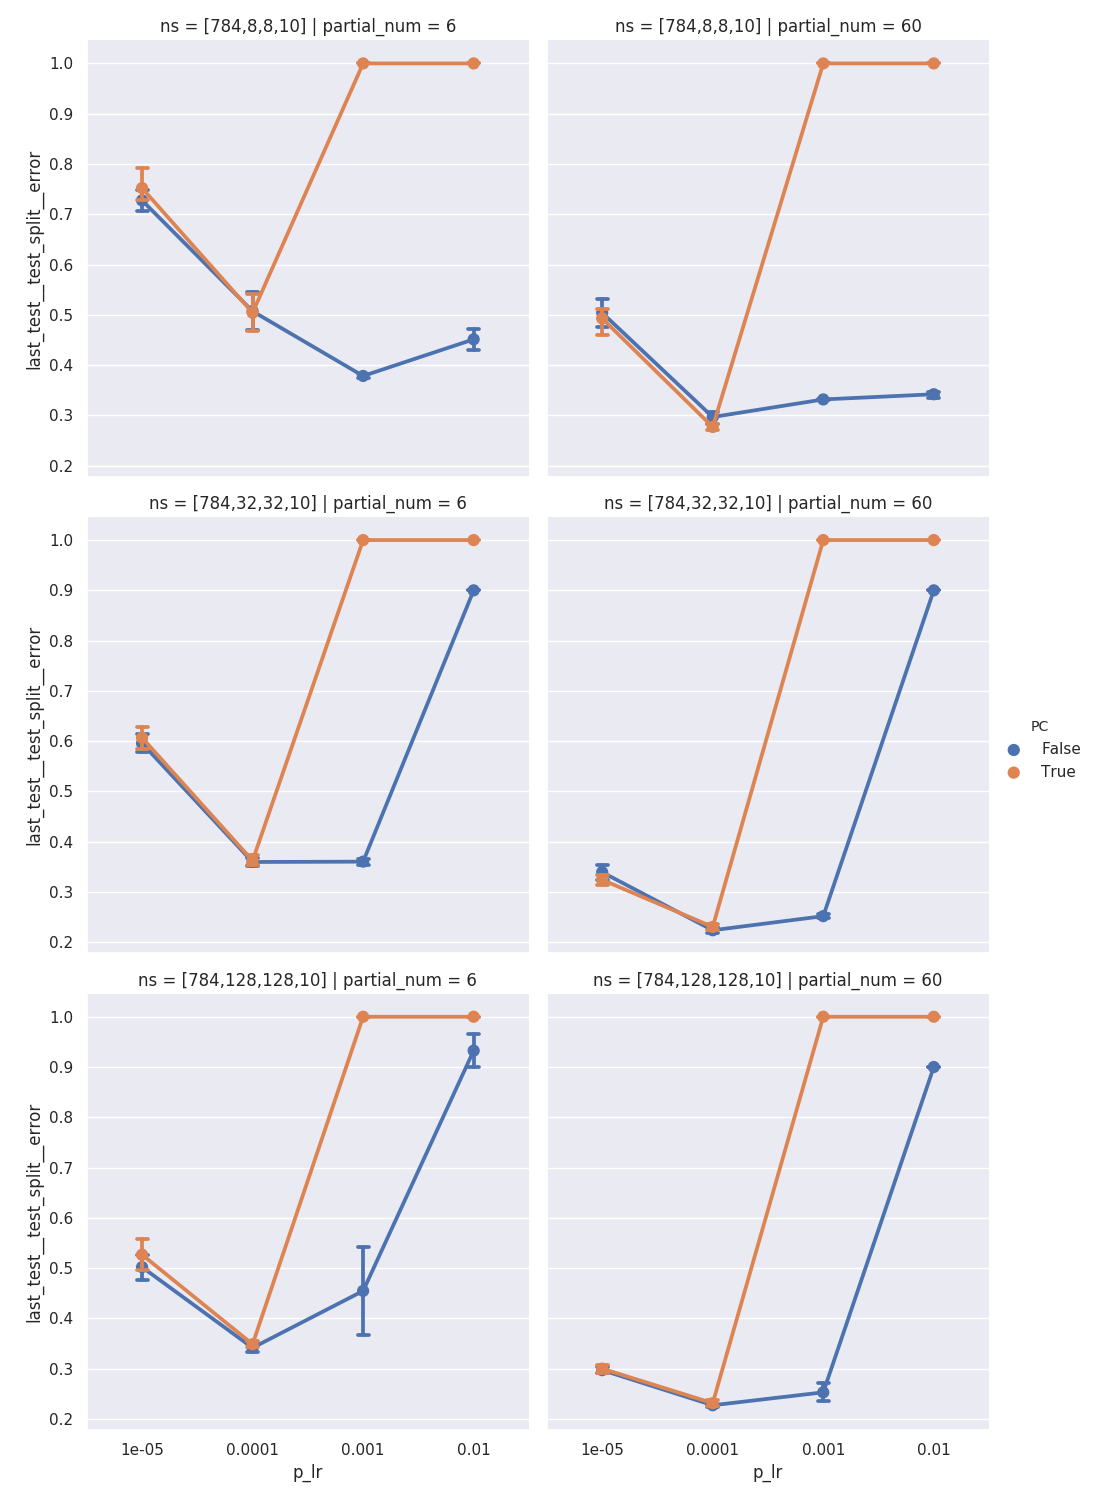 ns = [784,8,8,10] | partial_num = 6
ns = [784,8,8,10] | partial_num = 60
1.0
0.9
0.8
0.7
0.6
0.5
0.4
0.3
0.2
last_test__test_split__error
ns = [784,32,32,10] | partial_num = 6
ns = [784,32,32,10] | partial_num = 60
1.0
0.9
0.8
0.7
0.6
0.5
0.4
0.3
0.2
last_test__test_split__error
PC
False
True
ns = [784,128,128,10] | partial_num = 6
ns = [784,128,128,10] | partial_num = 60
1.0
0.9
0.8
0.7
0.6
0.5
0.4
0.3
0.2
last_test__test_split__error
1e-05 0.0001 0.001 0.01
1e-05 0.0001 0.001 0.01
p_lr
p_lr